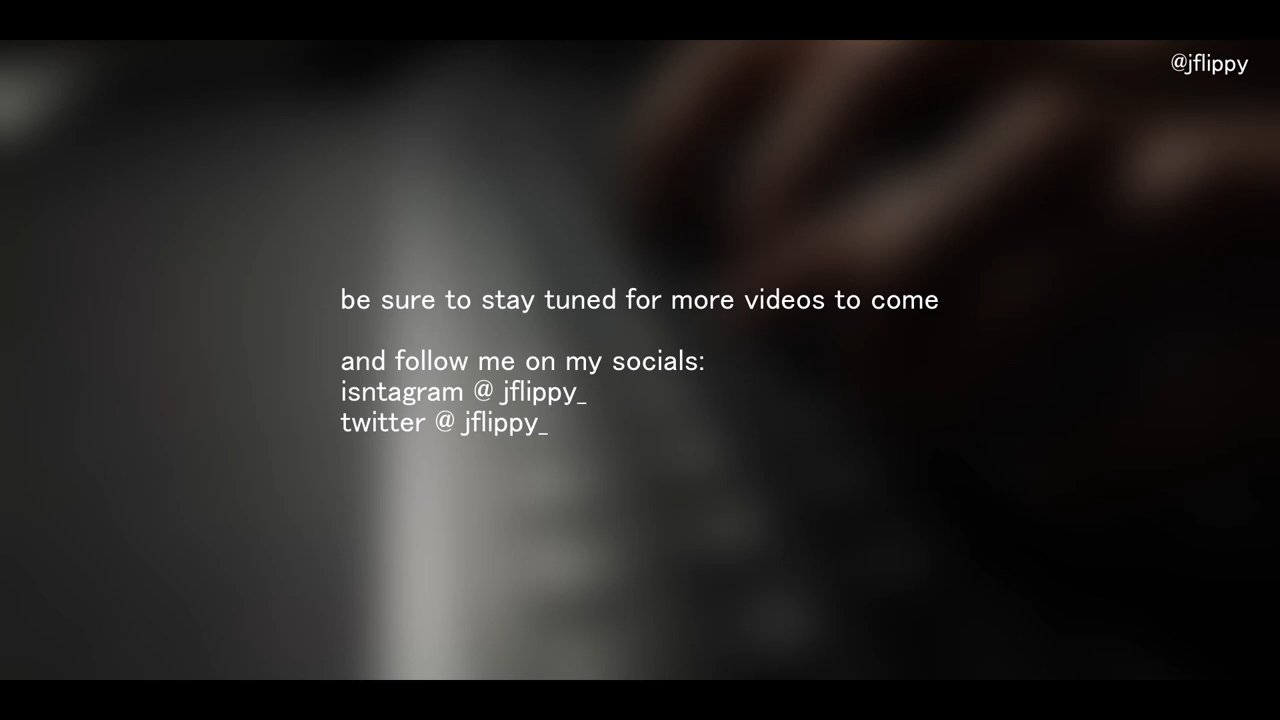 @jflippy
be sure to stay tuned for more videos to come
and follow me on my socials:
isntagram @ jflippy_
twitter @ jflippy_